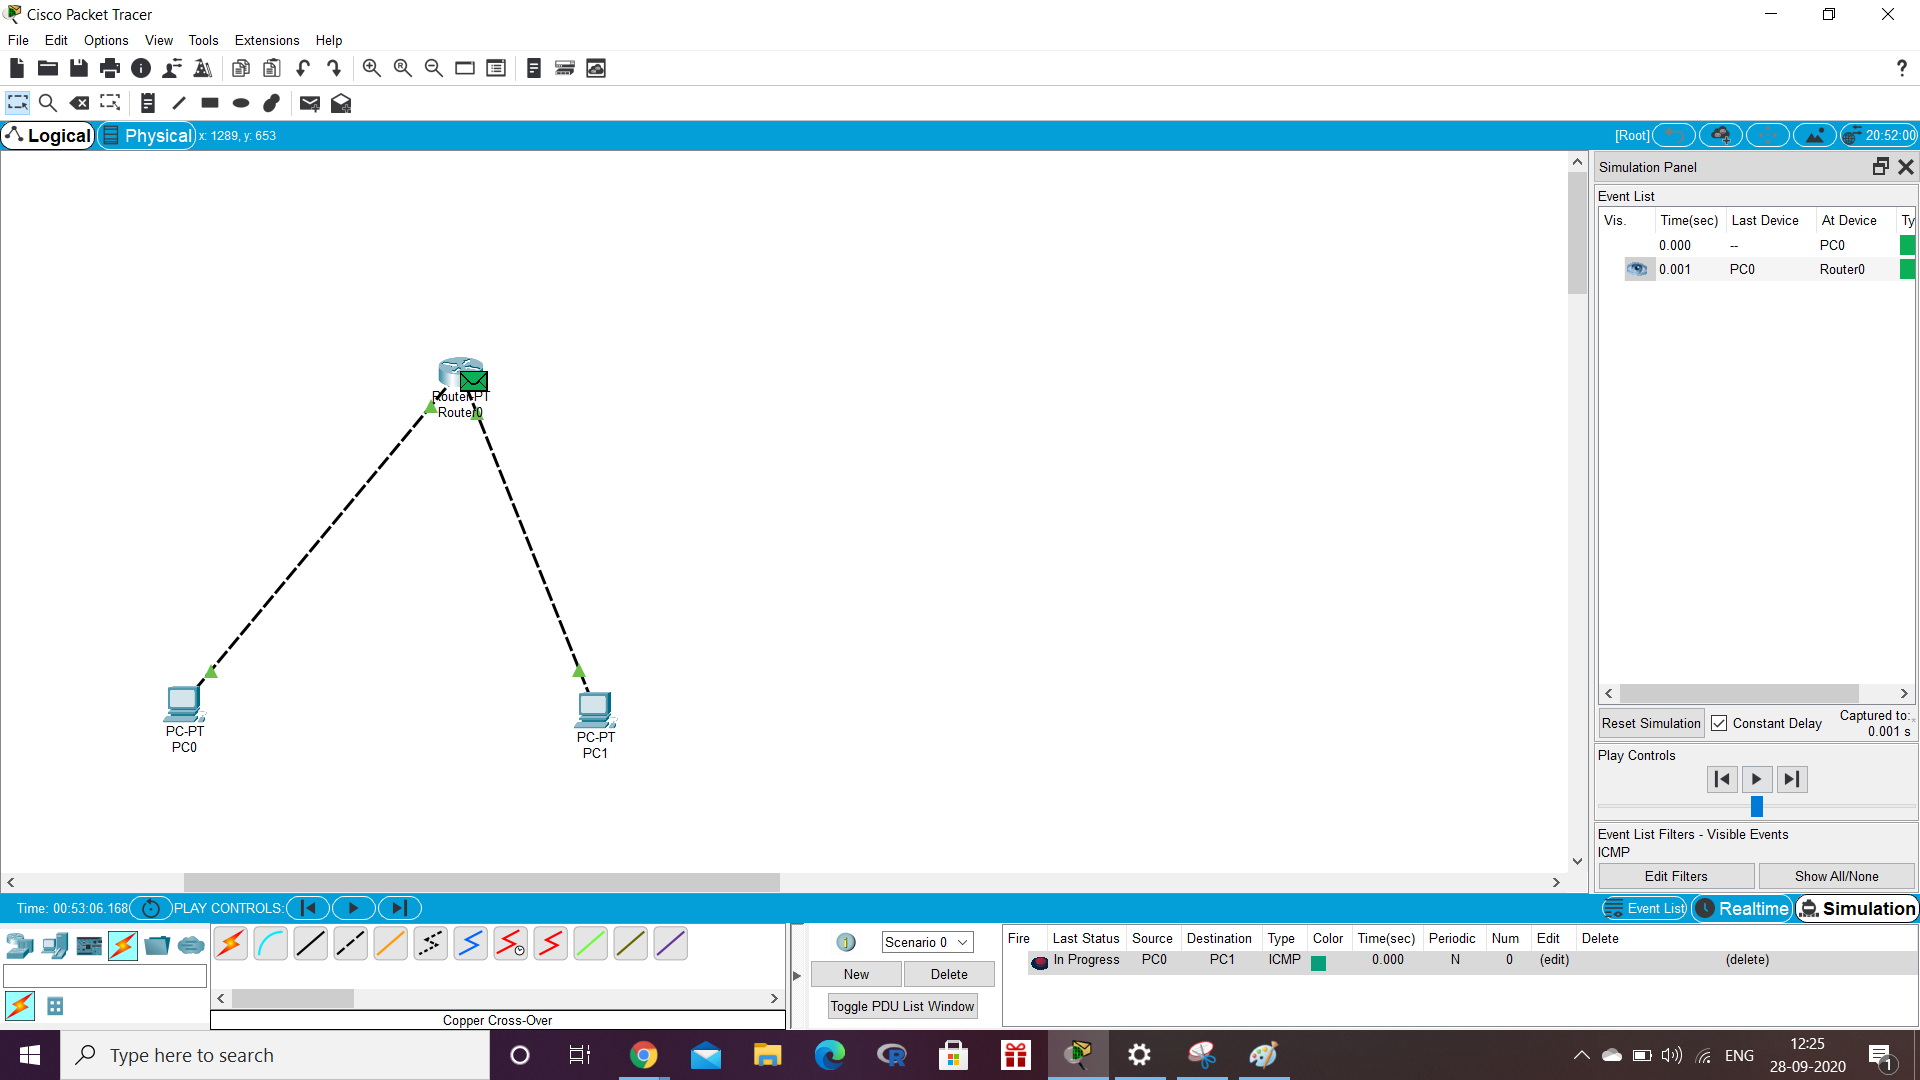 Cisco Packet Tracer
File Edit Options View Tools Extensions Help
Logical Physical x: 1289, y: 653 [Root] 20:52:00
Simulation Panel
Event List
Vis. Time(sec) Last Device At Device Ty
0.000 -- PC0
0.001 PC0 Router0
Router-PT
Router0
PC-PT
PC0
PC-PT
PC1
Reset Simulation Constant Delay Captured to:
0.001 s
Play Controls
Event List Filters - Visible Events
ICMP
Edit Filters Show All/None
Time: 00:53:06.168 PLAY CONTROLS: Event List Realtime Simulation
Scenario 0
New Delete
Toggle PDU List Window
Fire Last Status Source Destination Type Color Time(sec) Periodic Num Edit Delete
In Progress PC0 PC1 ICMP 0.000 N 0 (edit) (delete)
Copper Cross-Over
Type here to search
ENG
12:25
28-09-2020
1